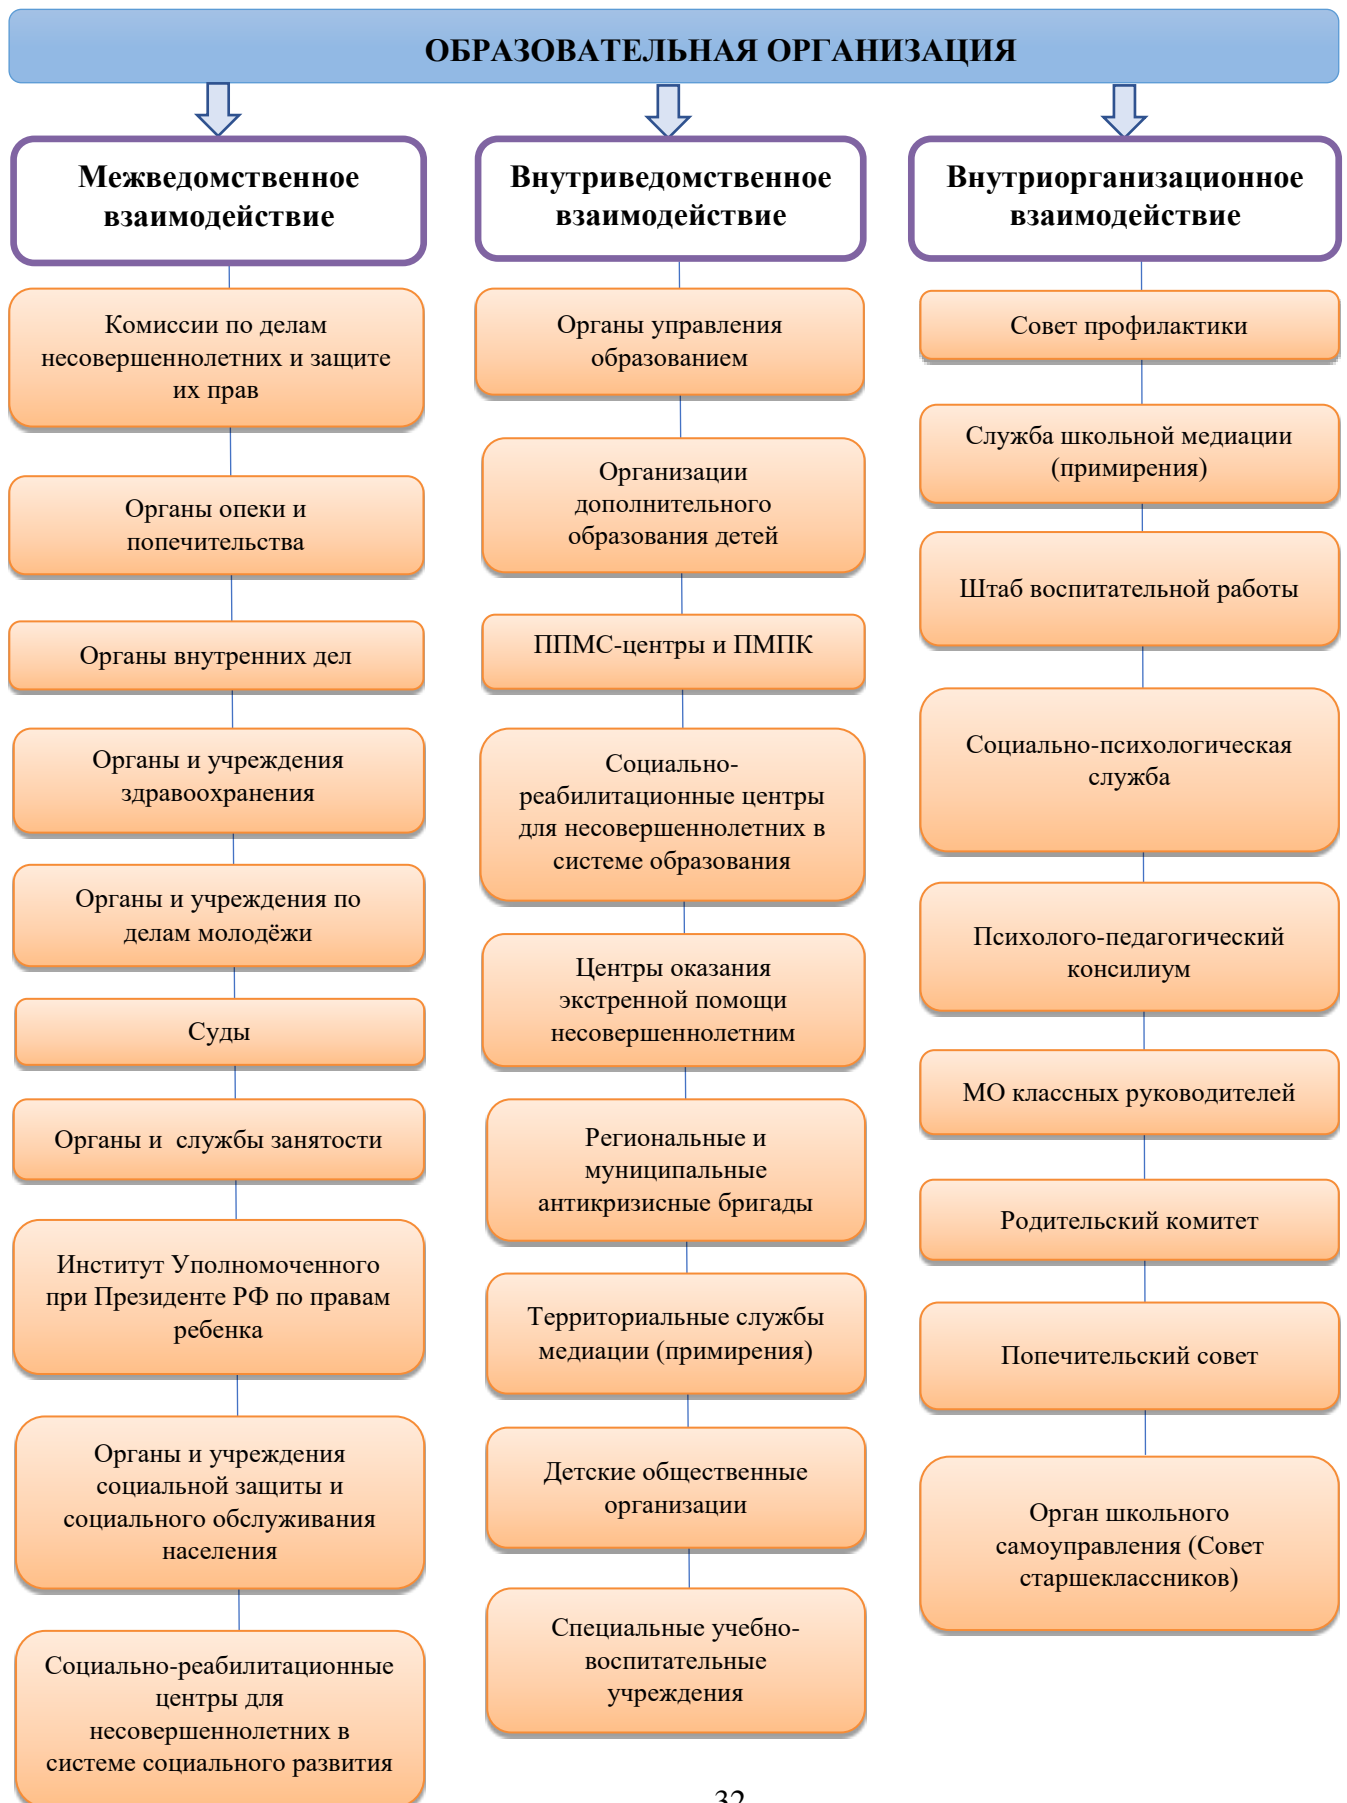 ОБРАЗОВАТЕЛЬНАЯ ОРГАНИЗАЦИЯ
Межведомственное
взаимодействие
Комиссии по делам
несовершеннолетних и защите
их прав
Органы опеки и
попечительства
Органы внутренних дел
Органы и учреждения
здравоохранения
Органы и учреждения по
делам молодёжи
Суды
Органы и  службы занятости
Институт Уполномоченного
при Президенте РФ по правам
ребенка
Органы и учреждения
социальной защиты и
социального обслуживания
населения
Социально-реабилитационные
центры для
несовершеннолетних в
системе социального развития
Внутриведомственное
взаимодействие
Органы управления
образованием
Организации
дополнительного
образования детей
ППМС-центры и ПМПК
Социально-
реабилитационные центры
для несовершеннолетних в
системе образования
Центры оказания
экстренной помощи
несовершеннолетним
Региональные и
муниципальные
антикризисные бригады
Территориальные службы
медиации (примирения)
Детские общественные
организации
Специальные учебно-
воспитательные
учреждения
Внутриорганизационное
взаимодействие
Совет профилактики
Служба школьной медиации
(примирения)
Штаб воспитательной работы
Социально-психологическая
служба
Психолого-педагогический
консилиум
МО классных руководителей
Родительский комитет
Попечительский совет
Орган школьного
самоуправления (Совет
старшеклассников)
32